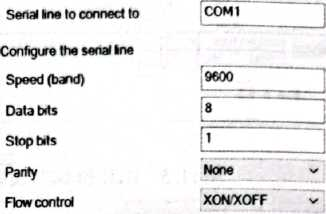 Serial line to connect to COM1
Configure the serial line
Speed (band) 9600
Data bits 8
Stop bits 1
Parity None
Flow control XON/XOFF